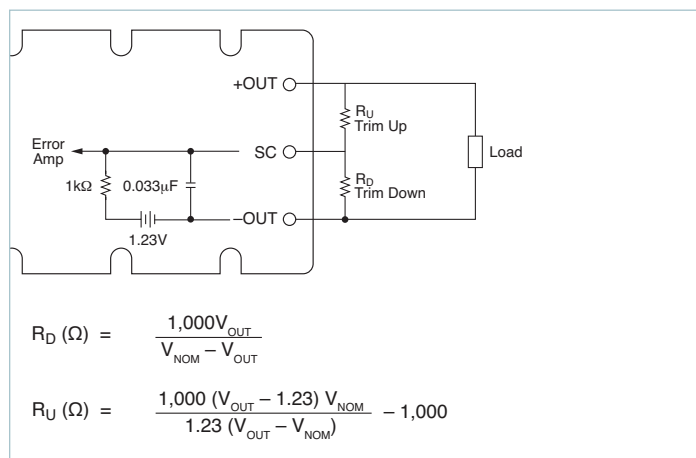 +OUT
R_U
Trim Up
Error
Amp
SC
Load
R_D
Trim Down
1kΩ
0.033µF
–OUT
1.23V
R_D (Ω) = 1,000V_OUT / V_NOM – V_OUT
R_U (Ω) = 1,000 (V_OUT – 1.23) V_NOM / 1.23 (V_OUT – V_NOM) – 1,000